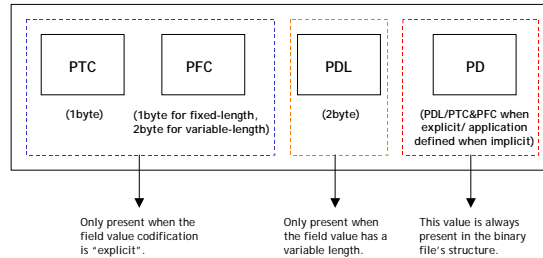 PTC
PFC
PDL
PD
(1byte)
(1byte for fixed-length,
2byte for variable-length)
(2byte)
(PDL/PTC&PFC when
explicit/ application
defined when implicit)
Only present when the
field value codification
is "explicit".
Only present when
the field value has a
variable length.
This value is always
present in the binary
file's structure.